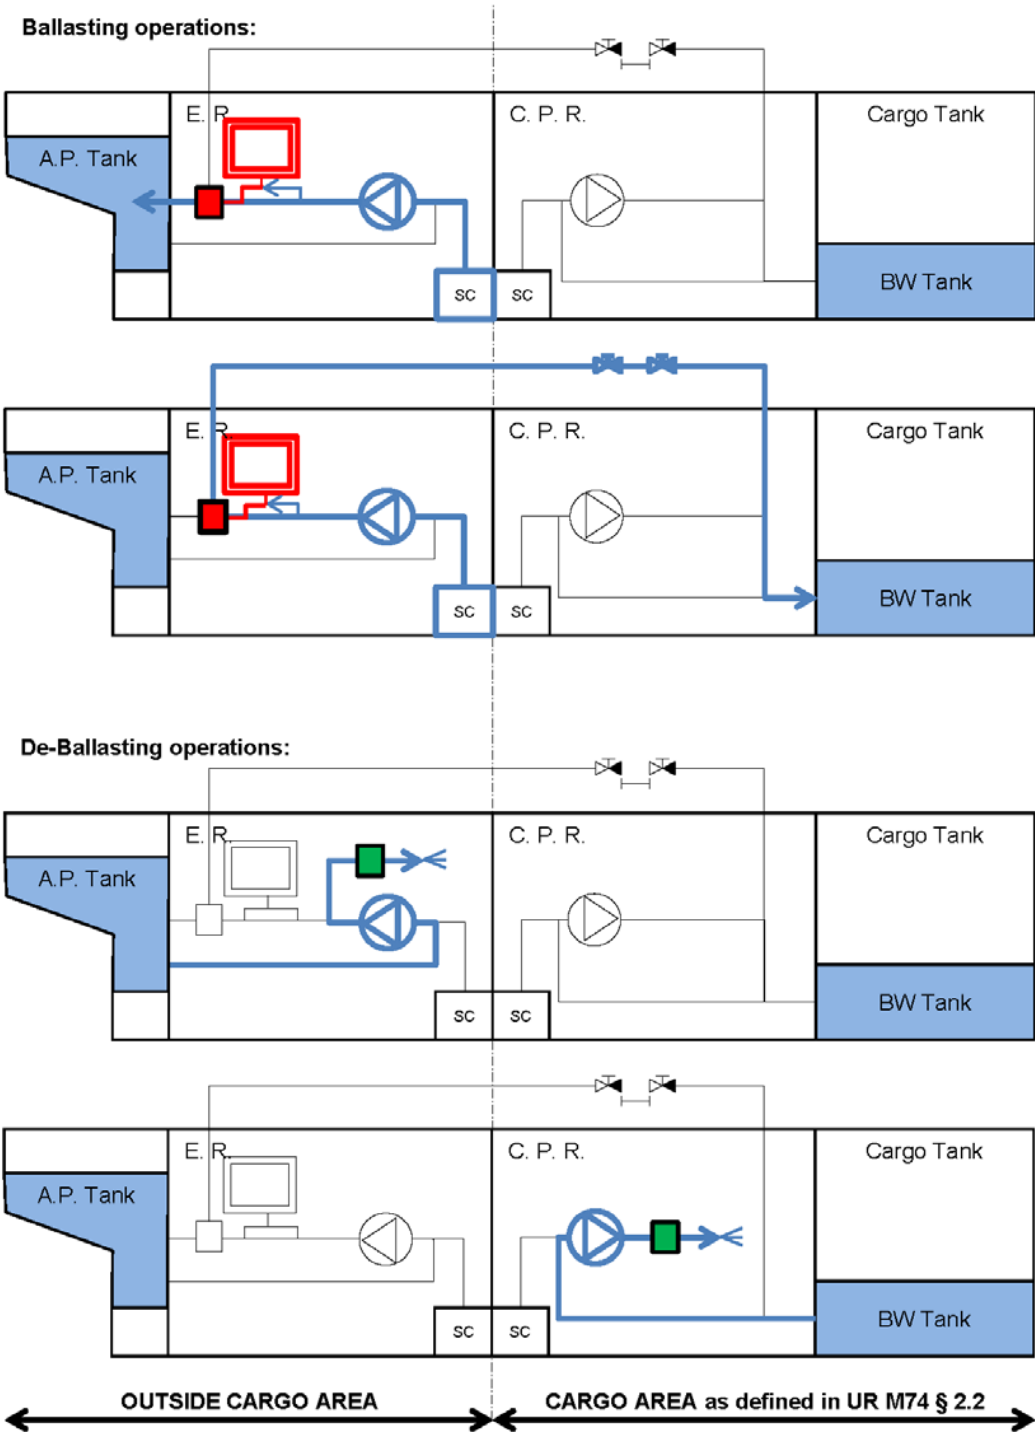 Ballasting operations:
E. R. C. P. R. Cargo Tank
A.P. Tank
SC SC BW Tank
E. R. C. P. R. Cargo Tank
A.P. Tank
SC SC BW Tank
De-Ballasting operations:
E. R. C. P. R. Cargo Tank
A.P. Tank
SC SC BW Tank
E. R. C. P. R. Cargo Tank
A.P. Tank
SC SC BW Tank
OUTSIDE CARGO AREA CARGO AREA as defined in UR M74 § 2.2